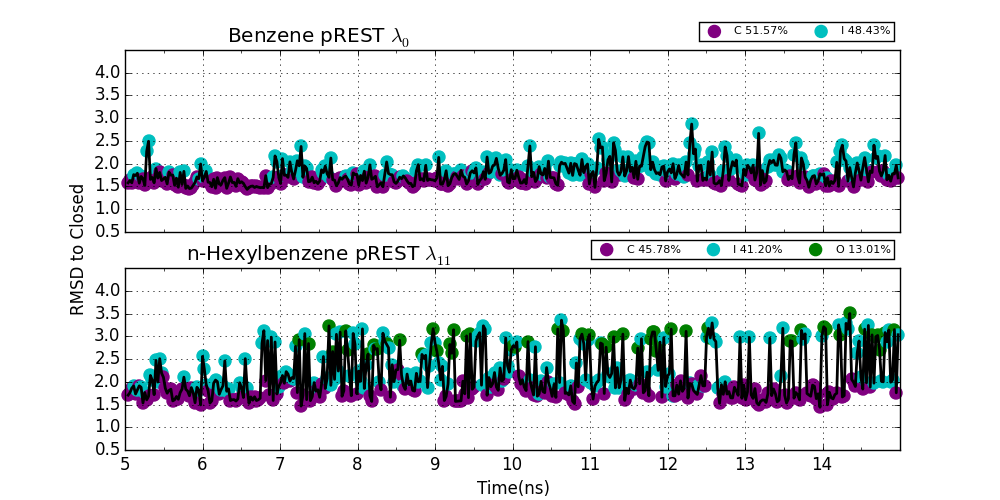 Benzene pREST λ0
C 51.57% I 48.43%
4.0
3.5
3.0
2.5
2.0
1.5
1.0
0.5
RMSD to Closed
n-Hexylbenzene pREST λ11
C 45.78% I 41.20% O 13.01%
4.0
3.5
3.0
2.5
2.0
1.5
1.0
0.5
5 6 7 8 9 10 11 12 13 14
Time(ns)